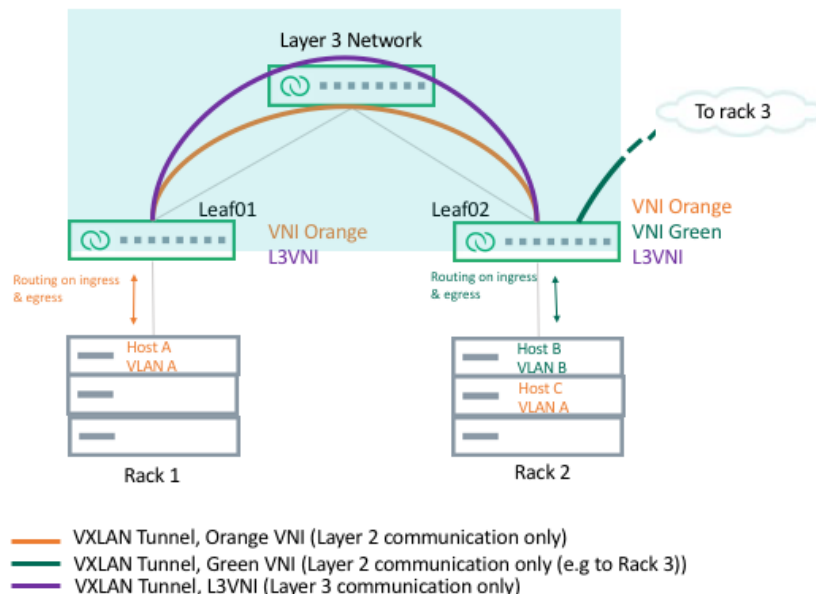 Layer 3 Network
To rack 3
Leaf01
Leaf02
VNI Orange
L3VNI
VNI Orange
VNI Green
L3VNI
Routing on ingress
& egress
Routing on ingress
& egress
Host A
VLAN A
Host B
VLAN B
Host C
VLAN A
Rack 1
Rack 2
VXLAN Tunnel, Orange VNI (Layer 2 communication only)
VXLAN Tunnel, Green VNI (Layer 2 communication only (e.g to Rack 3))
VXLAN Tunnel, L3VNI (Layer 3 communication only)